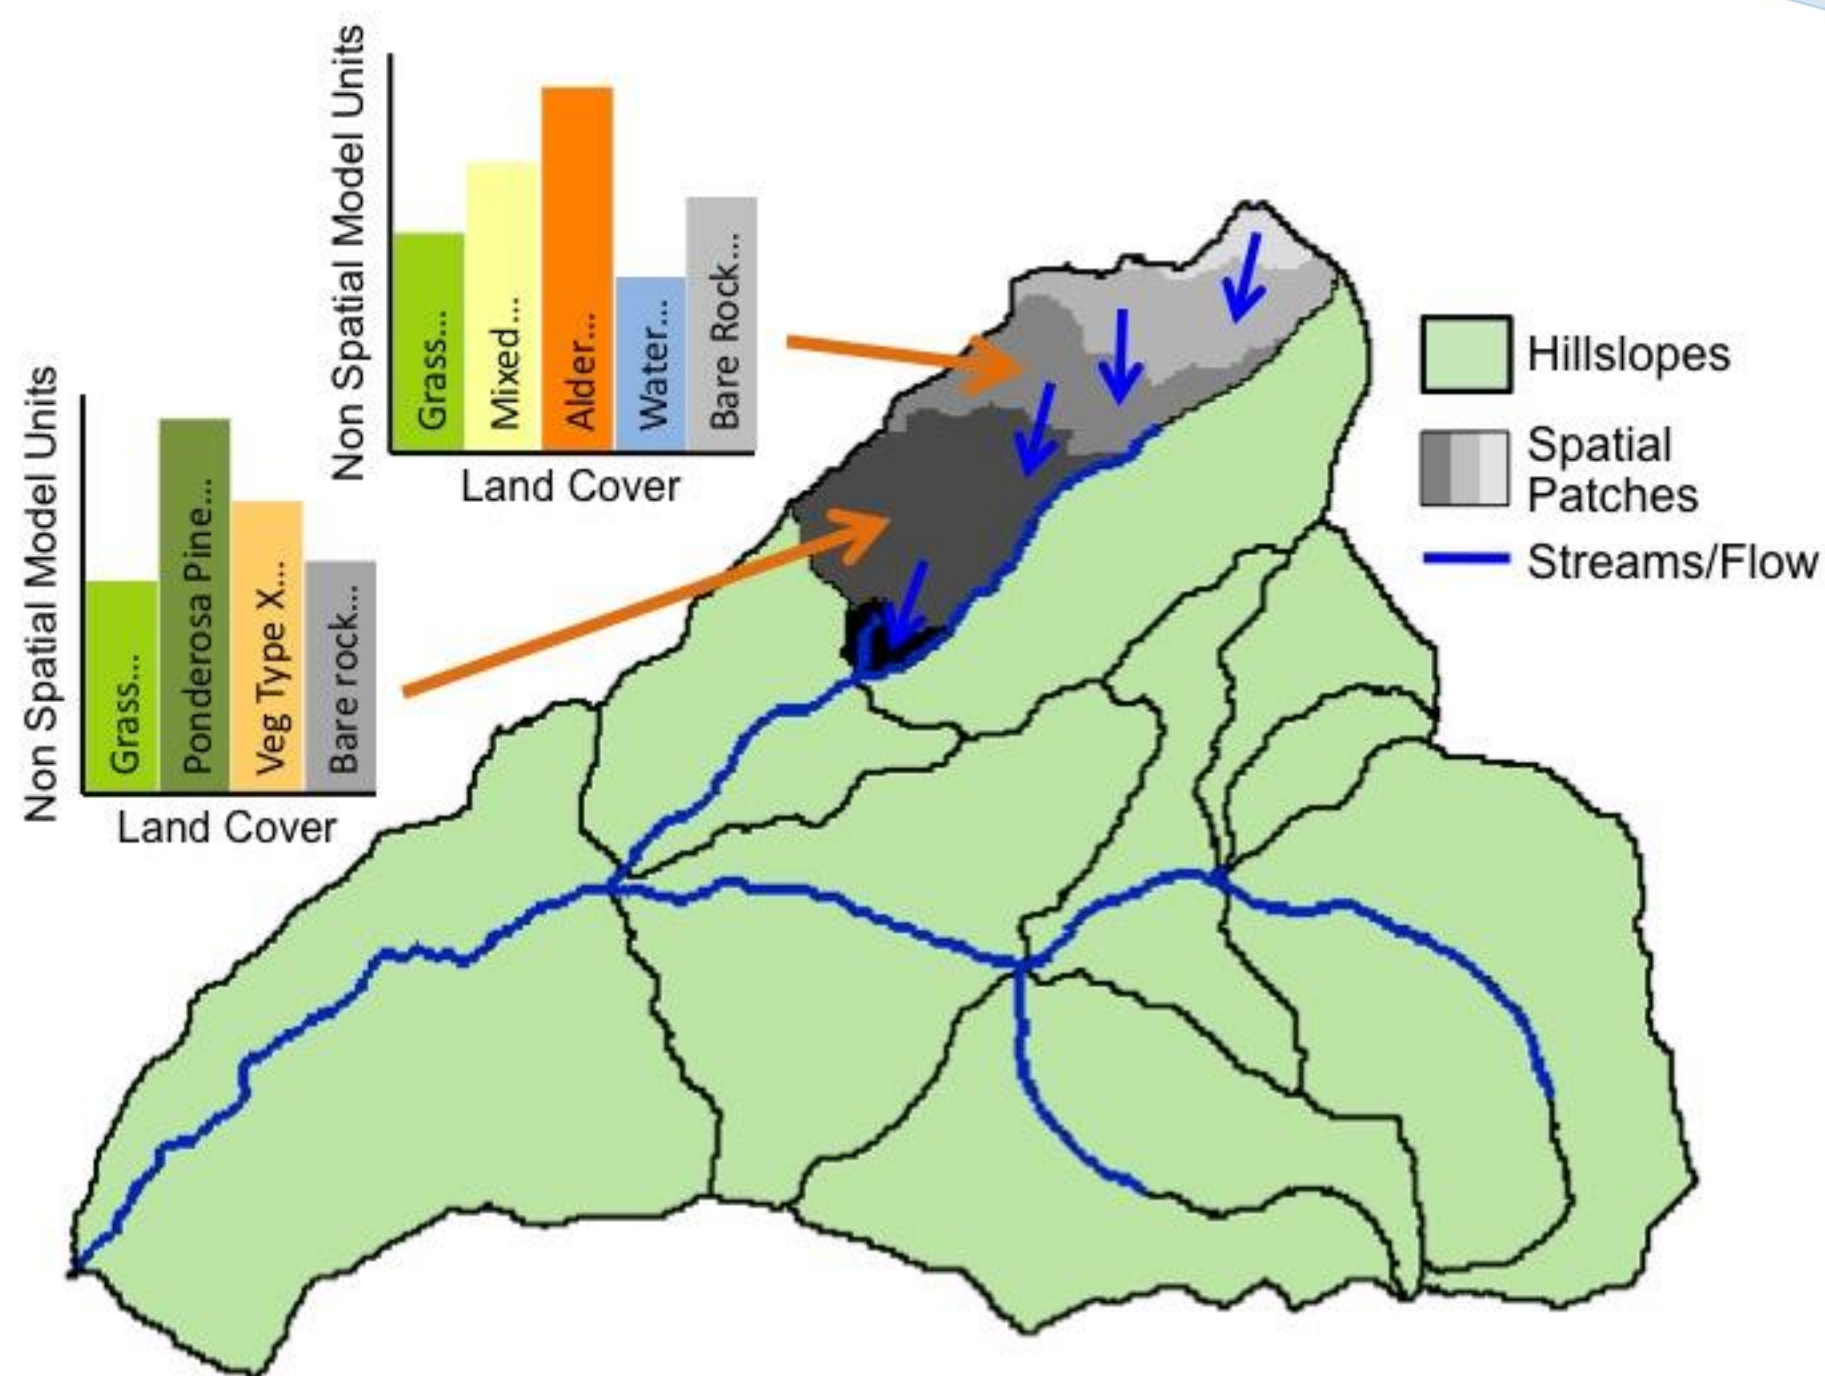 Non Spatial Model Units
Grass...
Mixed...
Alder...
Water...
Bare Rock...
Land Cover
Non Spatial Model Units
Grass...
Ponderosa Pine...
Veg Type X...
Bare rock...
Land Cover
Hillslopes
Spatial
Patches
Streams/Flow